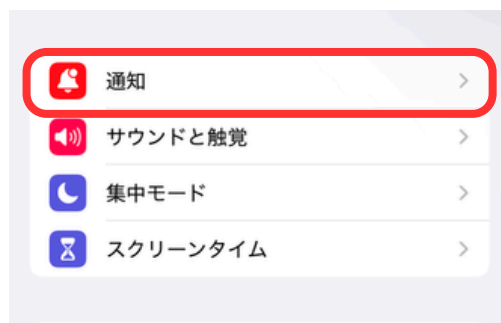 通知
サウンドと触覚
集中モード
スクリーンタイム